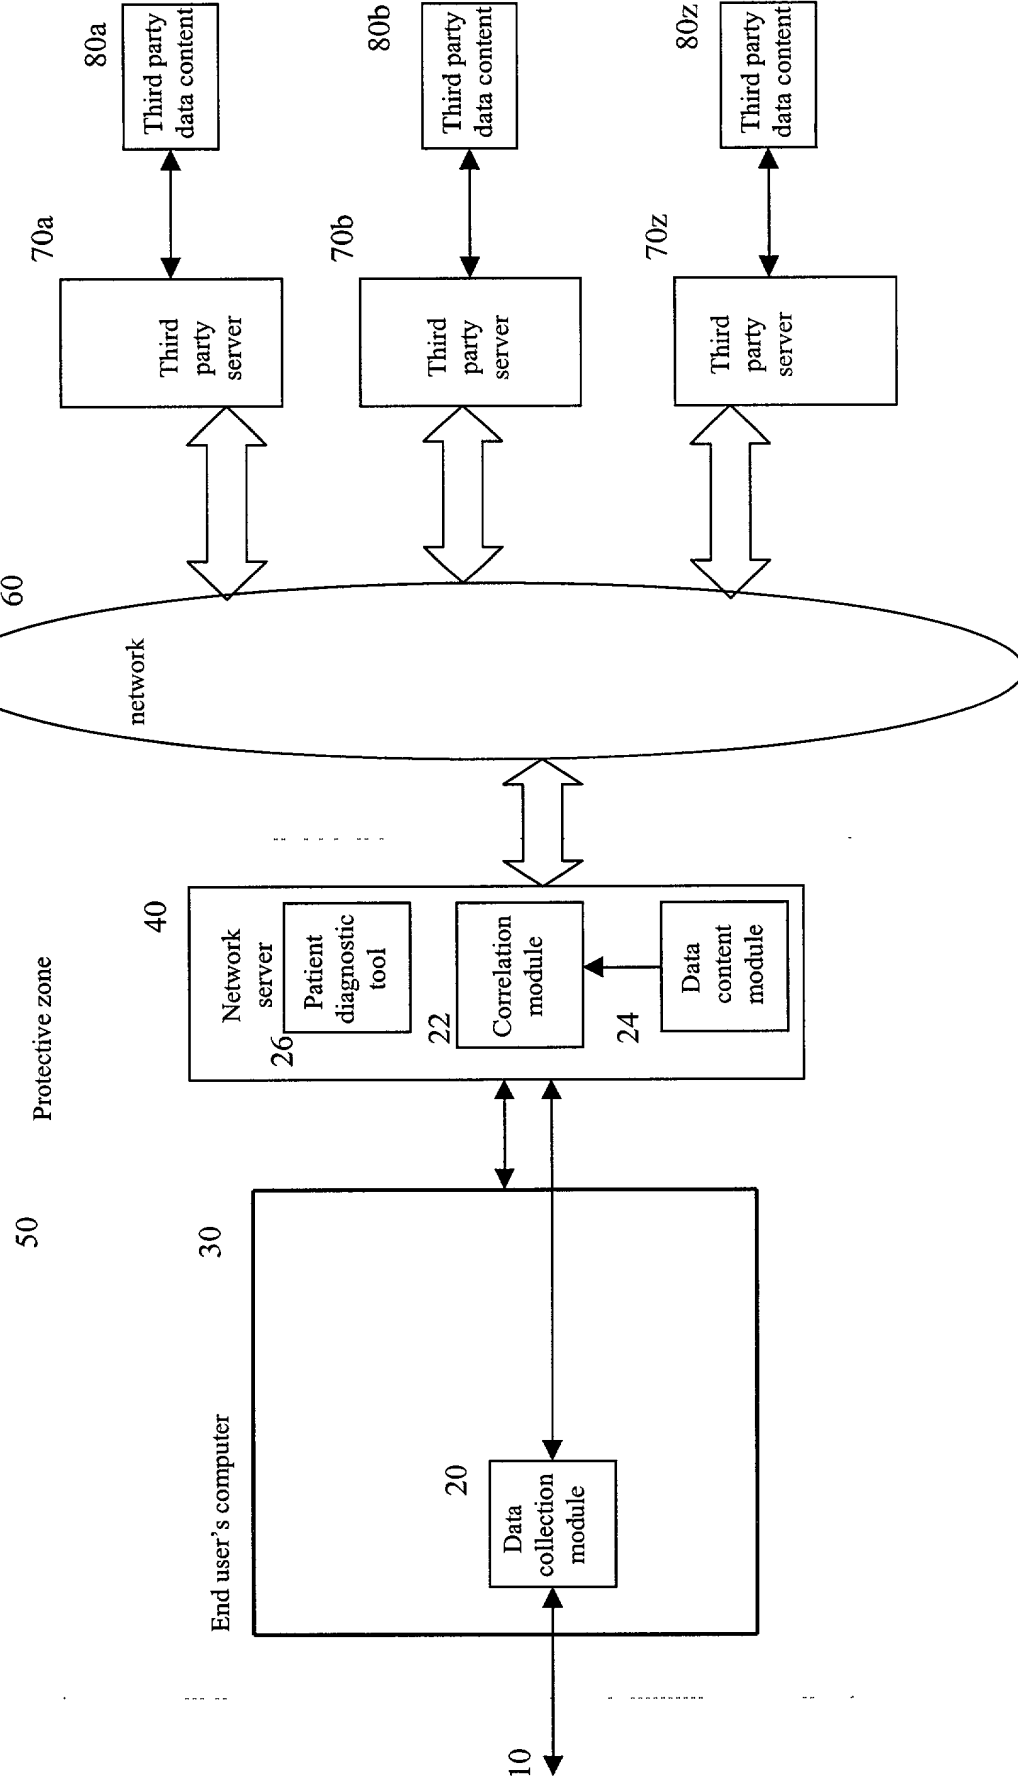 50
Protective zone
60
End user's computer
30
10
20
Data
collection
module
40
Network
server
26
Patient
diagnostic
tool
22
Correlation
module
24
Data
content
module
network
70a
Third
party
server
80a
Third party
data content
70b
Third
party
server
80b
Third party
data content
70z
Third
party
server
80z
Third party
data content